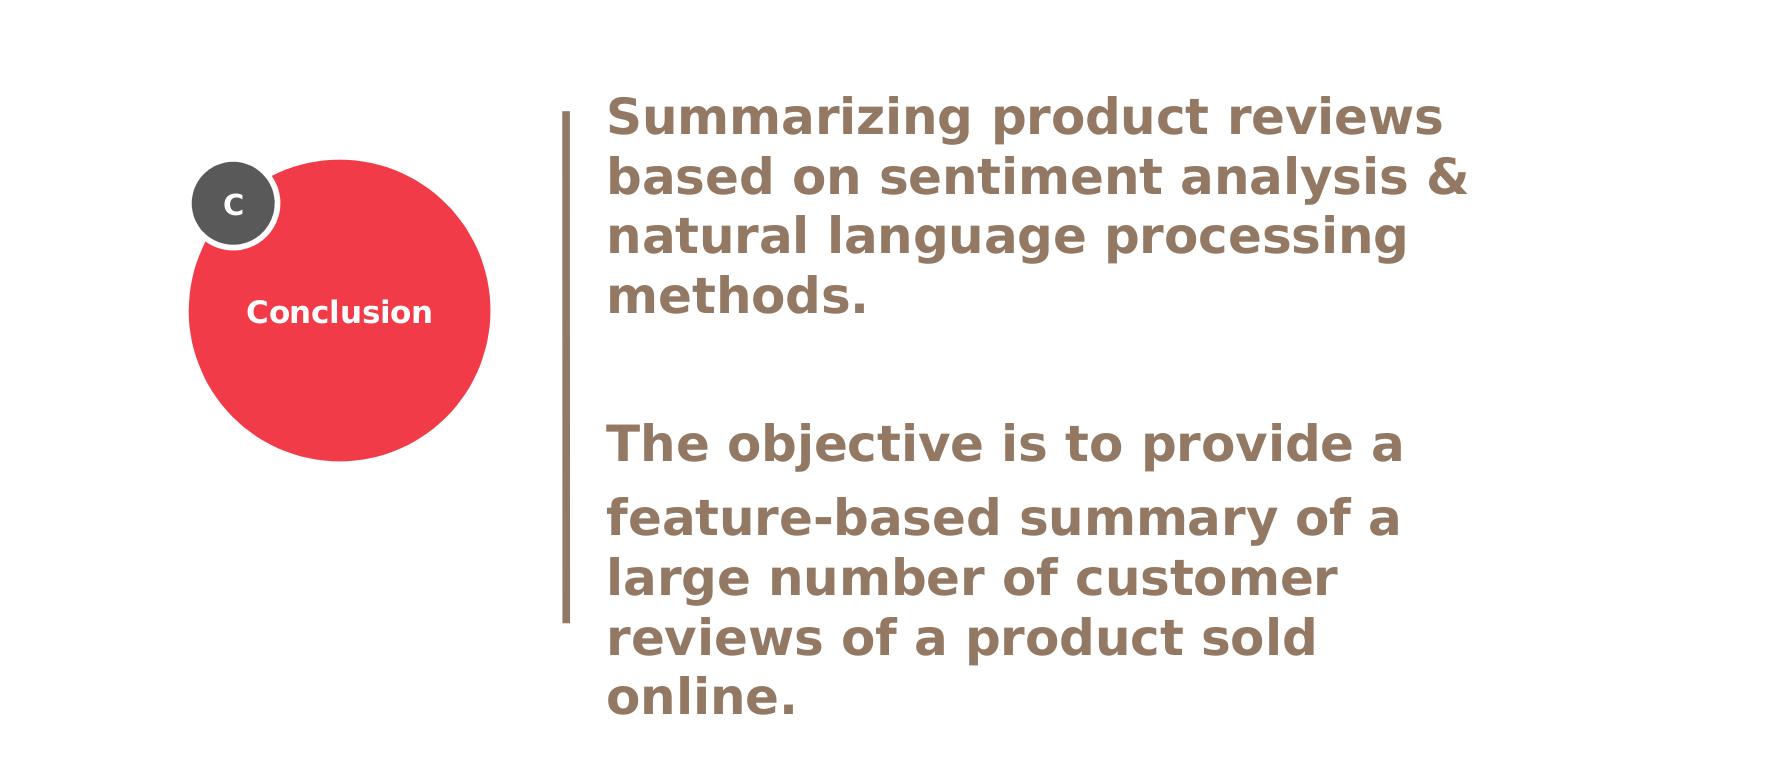 C
Conclusion
Summarizing product reviews
based on sentiment analysis &
natural language processing
methods.
The objective is to provide a
feature-based summary of a
large number of customer
reviews of a product sold
online.